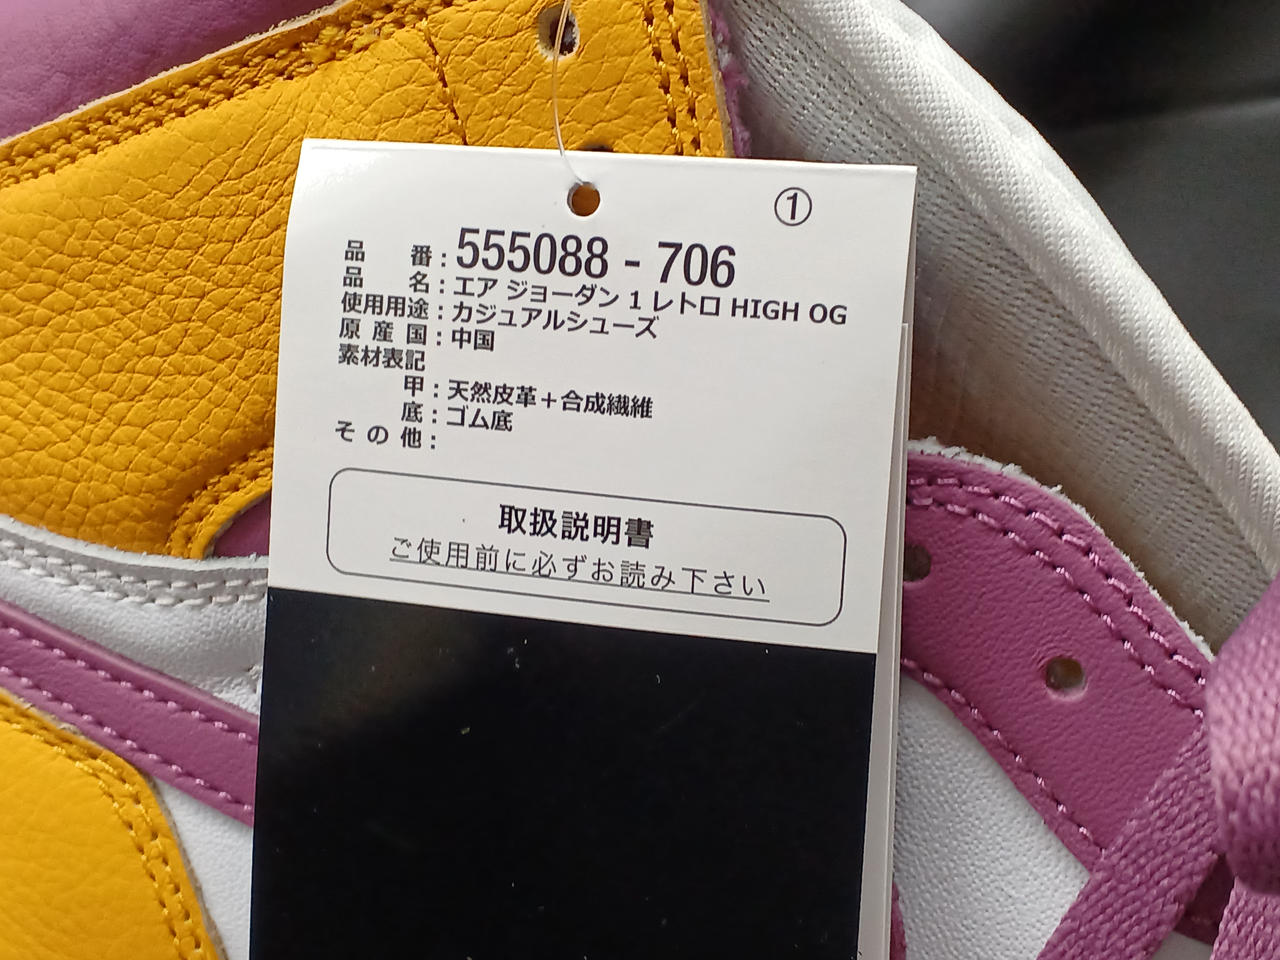 ①
品番：555088 - 706
品名：エア ジョーダン 1 レトロ HIGH OG
使用用途：カジュアルシューズ
原産国：中国
素材表記
甲：天然皮革＋合成繊維
底：ゴム底
その他：
取扱説明書
ご使用前に必ずお読み下さい